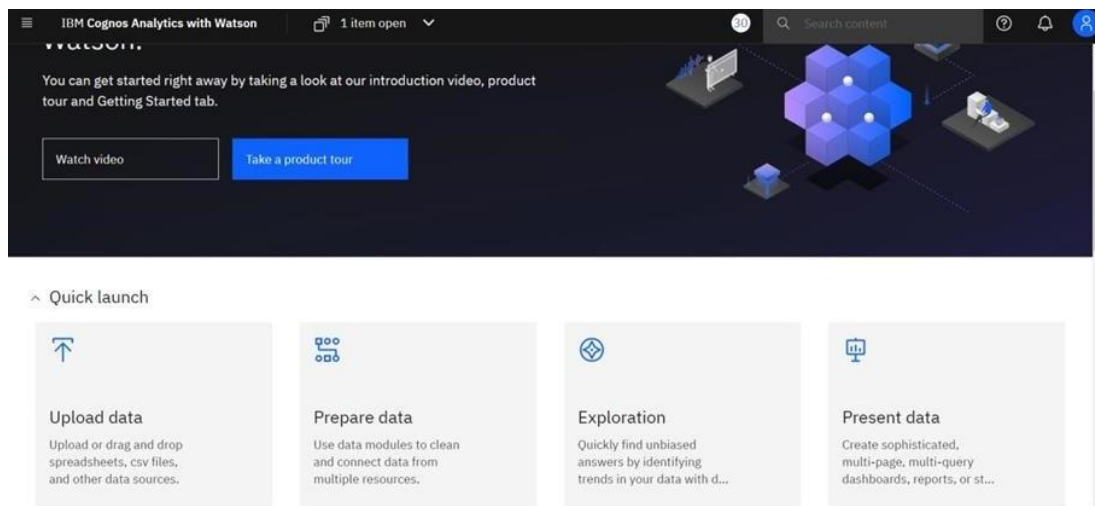 IBM Cognos Analytics with Watson
1 item open
30
Search content
Watson.
You can get started right away by taking a look at our introduction video, product
tour and Getting Started tab.
Watch video
Take a product tour
Quick launch
Upload data
Upload or drag and drop
spreadsheets, csv files,
and other data sources.
Prepare data
Use data modules to clean
and connect data from
multiple resources.
Exploration
Quickly find unbiased
answers by identifying
trends in your data with d...
Present data
Create sophisticated,
multi-page, multi-query
dashboards, reports, or st...